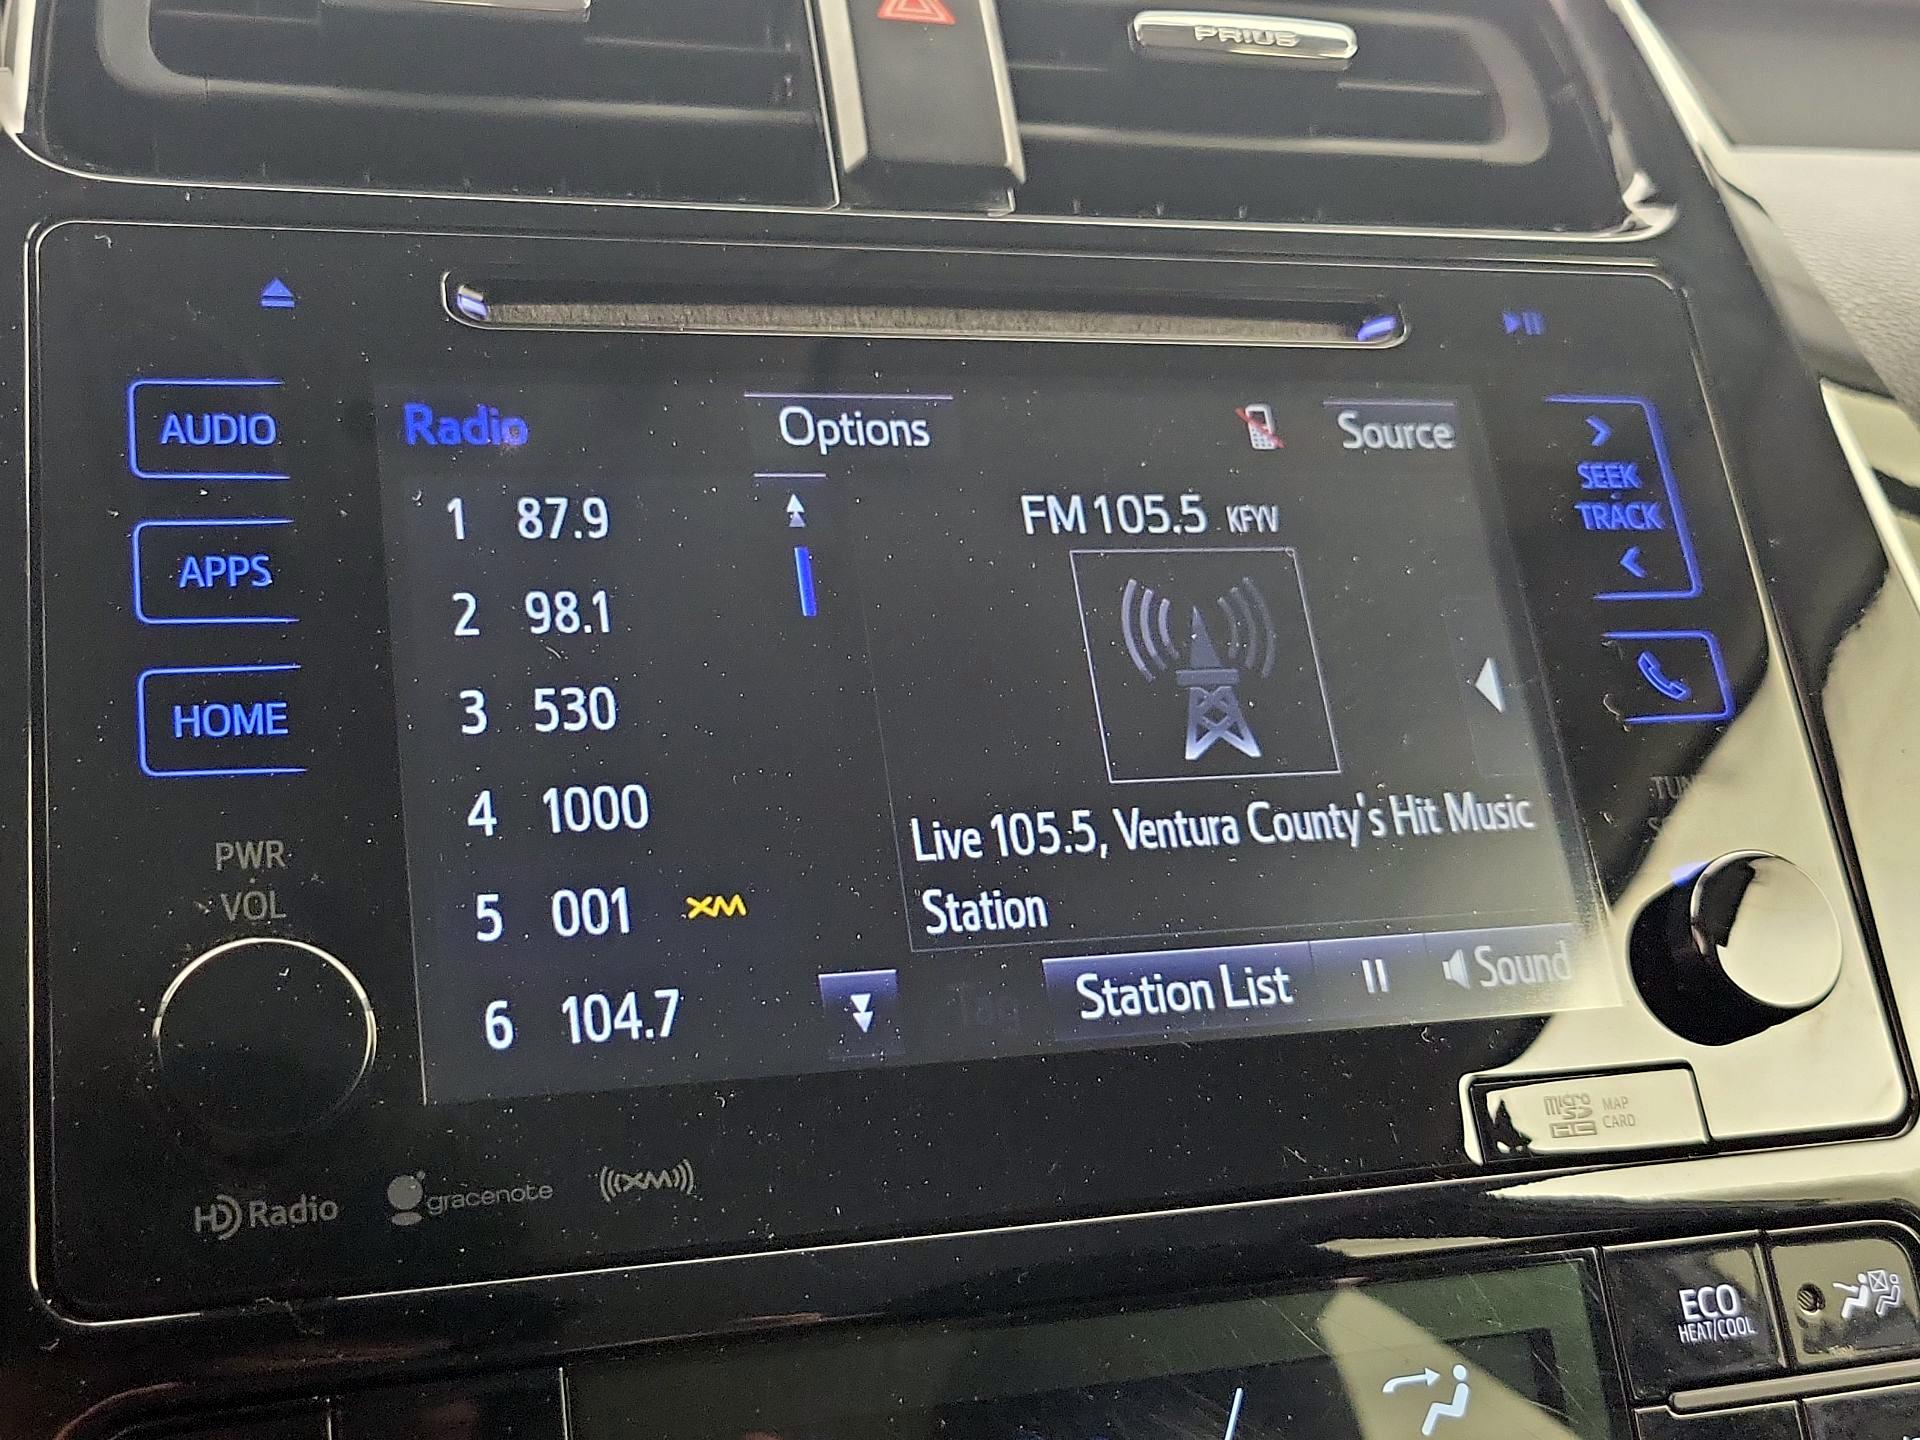 PRIUS
AUDIO
APPS
HOME
PWR
VOL
Radio
Options
Source
1 87.9
2 98.1
3 530
4 1000
5 001 XM
6 104.7
FM 105.5 KFYV
Live 105.5, Ventura County's Hit Music
Station
Tag
Station List
Sound
SEEK
TRACK
HD Radio
gracenote
((XM))
micro
SD
HC
MAP
CARD
ECO
HEAT/COOL